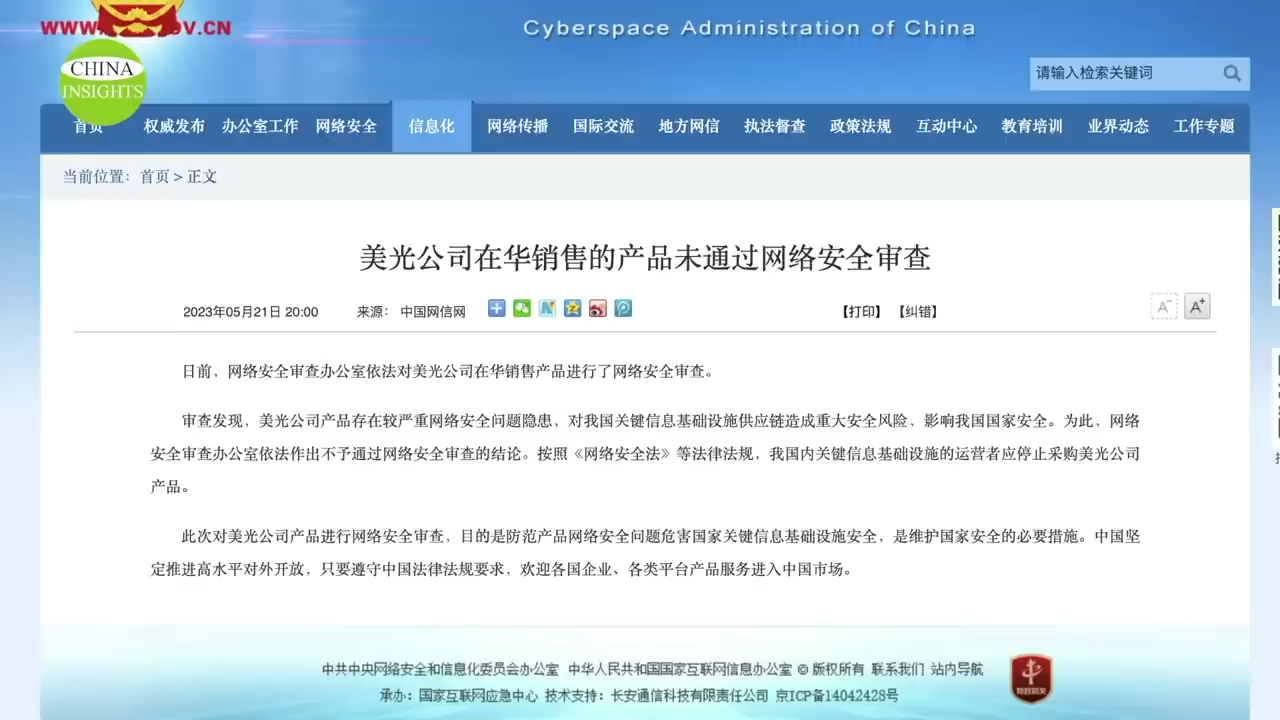 WWW. OV.CN
Cyberspace Administration of China
CHINA
INSIGHTS
请输入检索关键词
首页 权威发布 办公室工作 网络安全 信息化 网络传播 国际交流 地方网信 执法督查 政策法规 互动中心 教育培训 业界动态 工作专题
当前位置：首页 > 正文
美光公司在华销售的产品未通过网络安全审查
2023年05月21日 20:00 来源： 中国网信网 【打印】 【纠错】 A- A+
日前，网络安全审查办公室依法对美光公司在华销售产品进行了网络安全审查。
审查发现，美光公司产品存在较严重网络安全问题隐患，对我国关键信息基础设施供应链造成重大安全风险，影响我国国家安全。为此，网络
安全审查办公室依法作出不予通过网络安全审查的结论。按照《网络安全法》等法律法规，我国内关键信息基础设施的运营者应停止采购美光公司
产品。
此次对美光公司产品进行网络安全审查，目的是防范产品网络安全问题危害国家关键信息基础设施安全，是维护国家安全的必要措施。中国坚
定推进高水平对外开放，只要遵守中国法律法规要求，欢迎各国企业、各类平台产品服务进入中国市场。
中共中央网络安全和信息化委员会办公室 中华人民共和国国家互联网信息办公室 © 版权所有 联系我们 站内导航
承办：国家互联网应急中心 技术支持：长安通信科技有限责任公司 京ICP备14042428号
党政机关